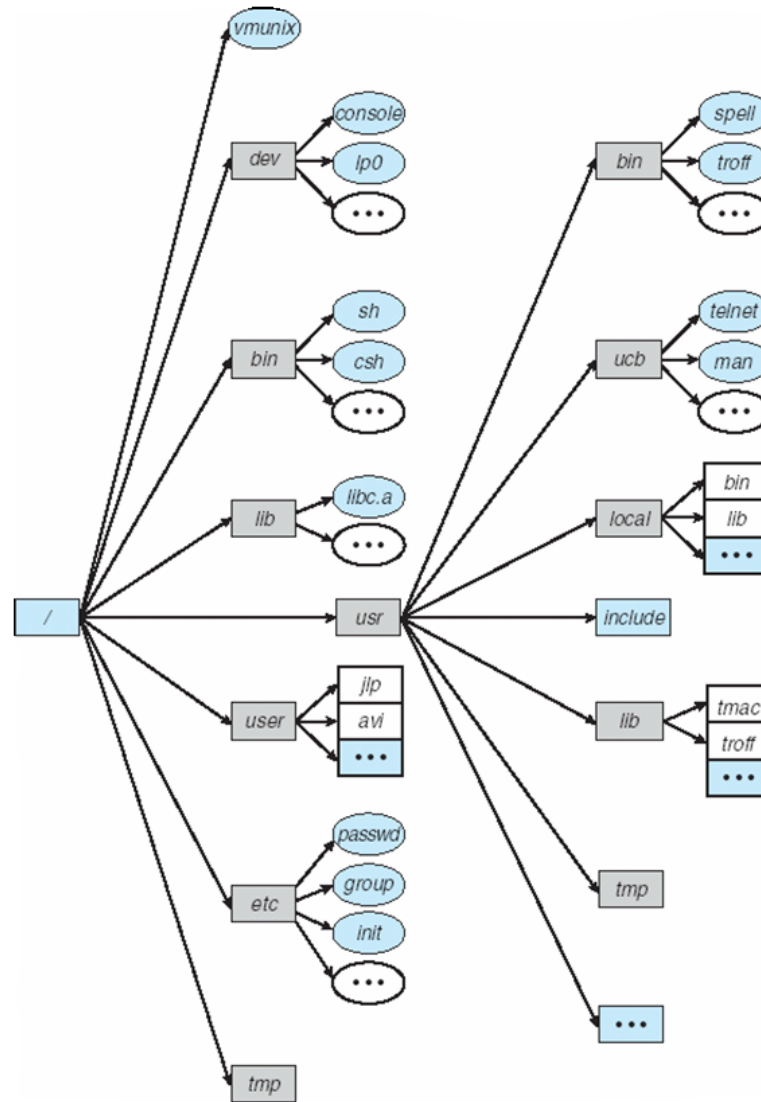 vmunix
dev
console
lp0
•••
bin
sh
csh
•••
lib
libc.a
•••
/
usr
user
jlp
avi
•••
etc
passwd
group
init
•••
tmp
bin
spell
troff
•••
ucb
telnet
man
•••
local
bin
lib
•••
include
lib
tmac
troff
•••
tmp
•••